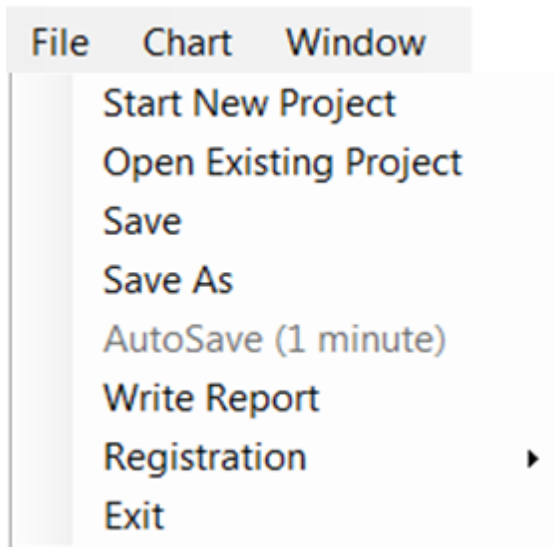 File Chart Window
Start New Project
Open Existing Project
Save
Save As
AutoSave (1 minute)
Write Report
Registration
Exit